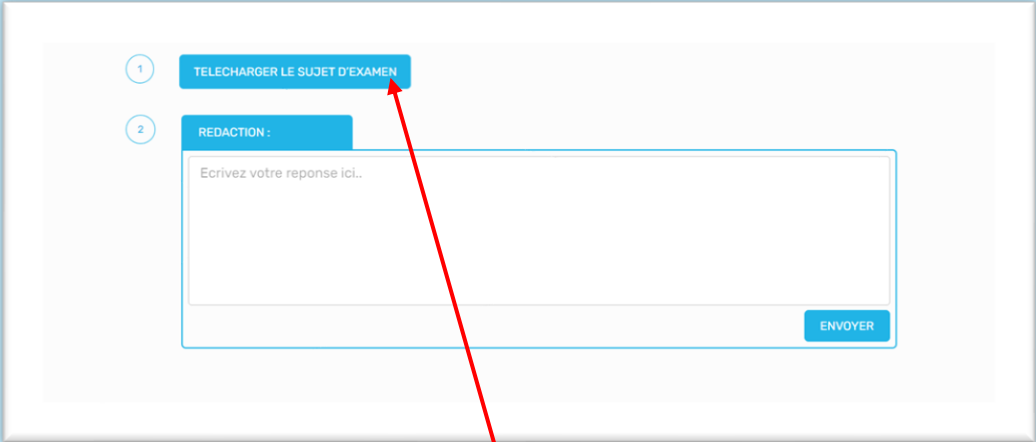 1
TELECHARGER LE SUJET D'EXAMEN
2
REDACTION :
Ecrivez votre reponse ici..
ENVOYER